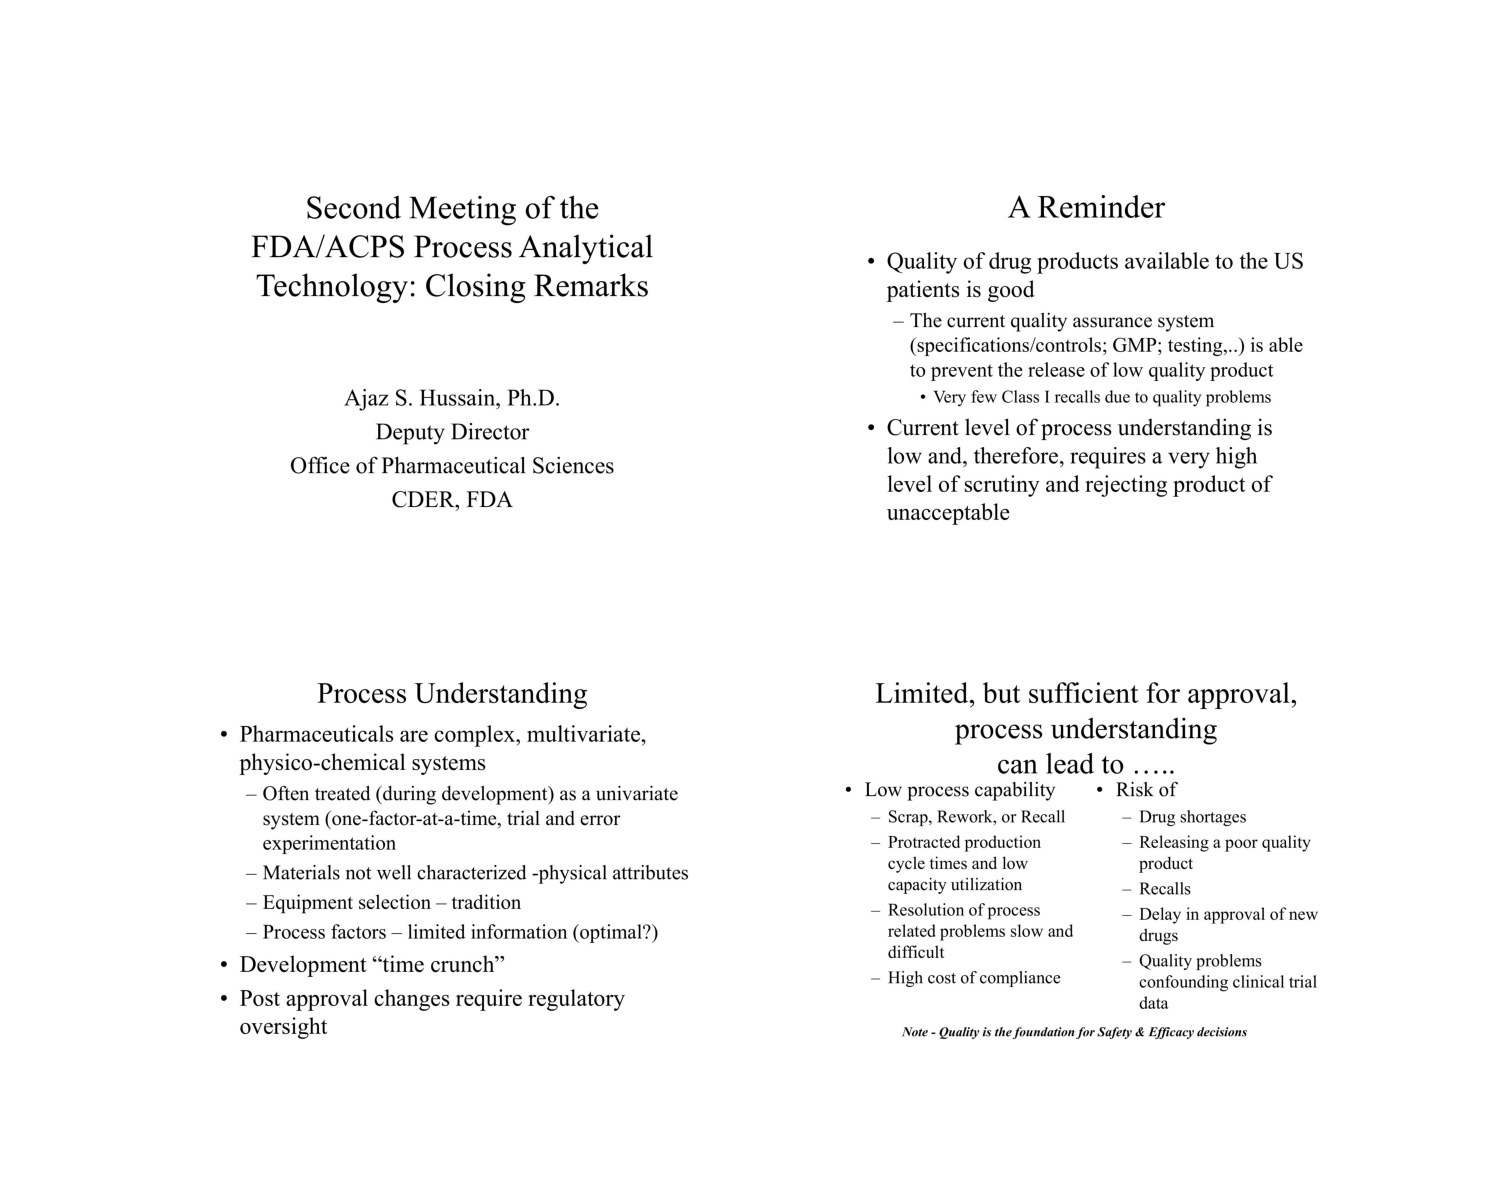 Second Meeting of the
FDA/ACPS Process Analytical
Technology: Closing Remarks
Ajaz S. Hussain, Ph.D.
Deputy Director
Office of Pharmaceutical Sciences
CDER, FDA
A Reminder
• Quality of drug products available to the US
patients is good
– The current quality assurance system
(specifications/controls; GMP; testing,..) is able
to prevent the release of low quality product
• Very few Class I recalls due to quality problems
• Current level of process understanding is
low and, therefore, requires a very high
level of scrutiny and rejecting product of
unacceptable
Process Understanding
• Pharmaceuticals are complex, multivariate,
physico-chemical systems
– Often treated (during development) as a univariate
system (one-factor-at-a-time, trial and error
experimentation
– Materials not well characterized -physical attributes
– Equipment selection – tradition
– Process factors – limited information (optimal?)
• Development “time crunch”
• Post approval changes require regulatory
oversight
Limited, but sufficient for approval,
process understanding
can lead to …..
• Low process capability
– Scrap, Rework, or Recall
– Protracted production
cycle times and low
capacity utilization
– Resolution of process
related problems slow and
difficult
– High cost of compliance
• Risk of
– Drug shortages
– Releasing a poor quality
product
– Recalls
– Delay in approval of new
drugs
– Quality problems
confounding clinical trial
data
Note - Quality is the foundation for Safety & Efficacy decisions